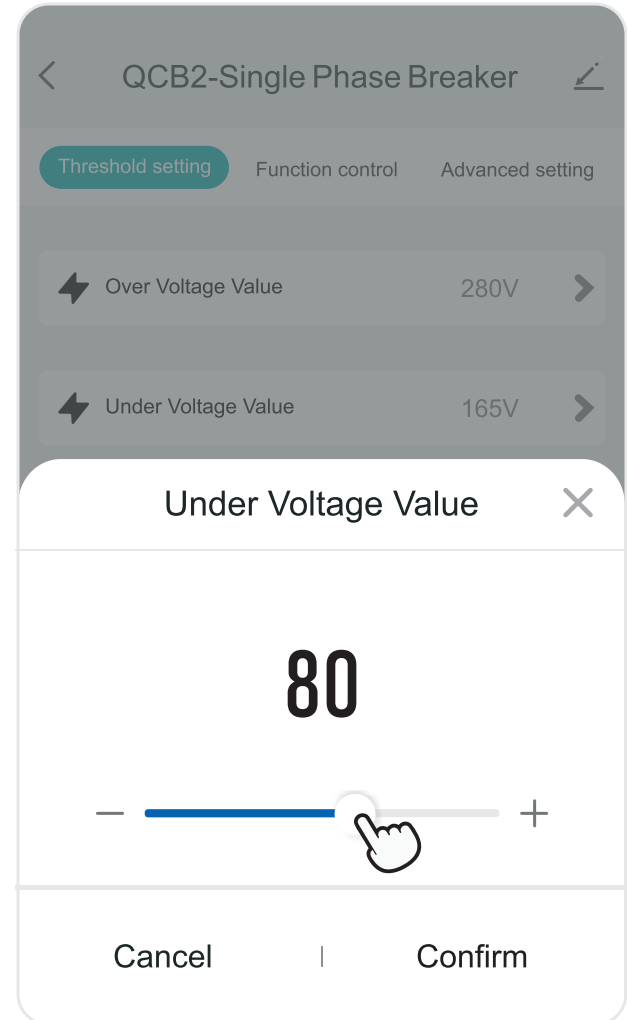 QCB2-Single Phase Breaker
Threshold setting Function control Advanced setting
Over Voltage Value 280V
Under Voltage Value 165V
Under Voltage Value
80
Cancel Confirm